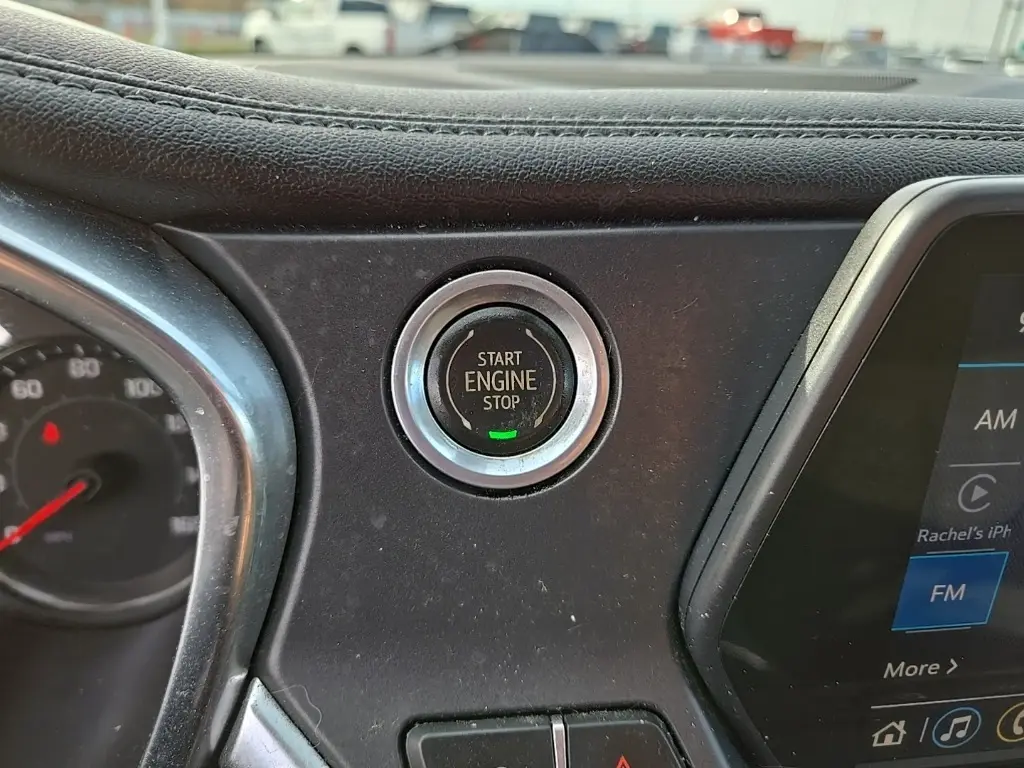 START
ENGINE
STOP
60
80
100
AM
Rachel's iPh
FM
More >